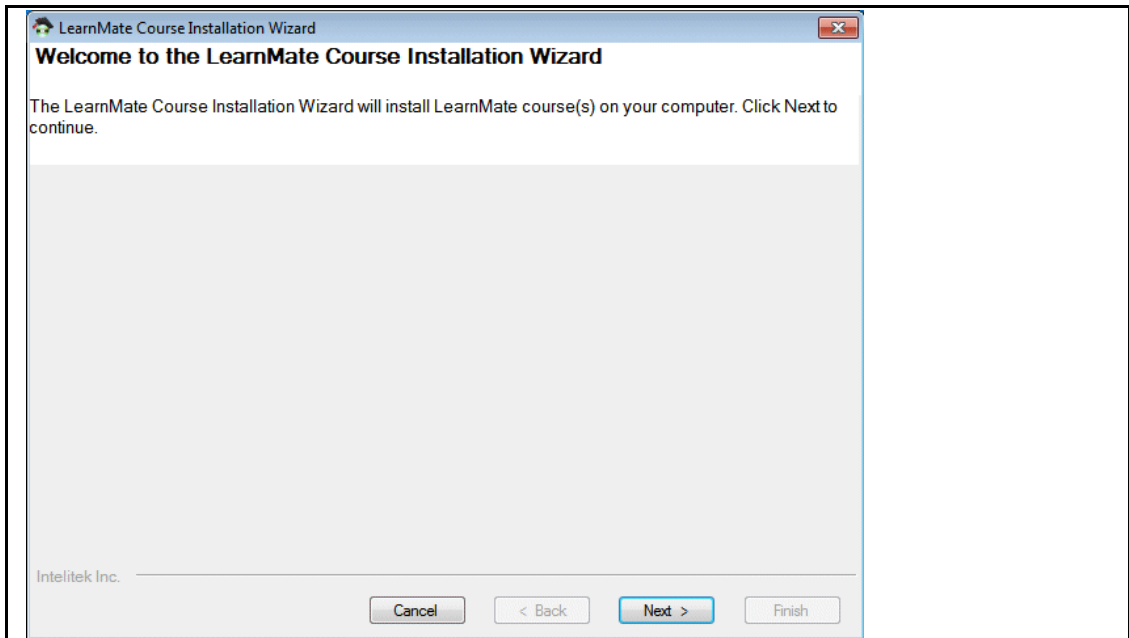 LearnMate Course Installation Wizard
Welcome to the LearnMate Course Installation Wizard
The LearnMate Course Installation Wizard will install LearnMate course(s) on your computer. Click Next to
continue.
Intelitek Inc.
Cancel < Back Next > Finish